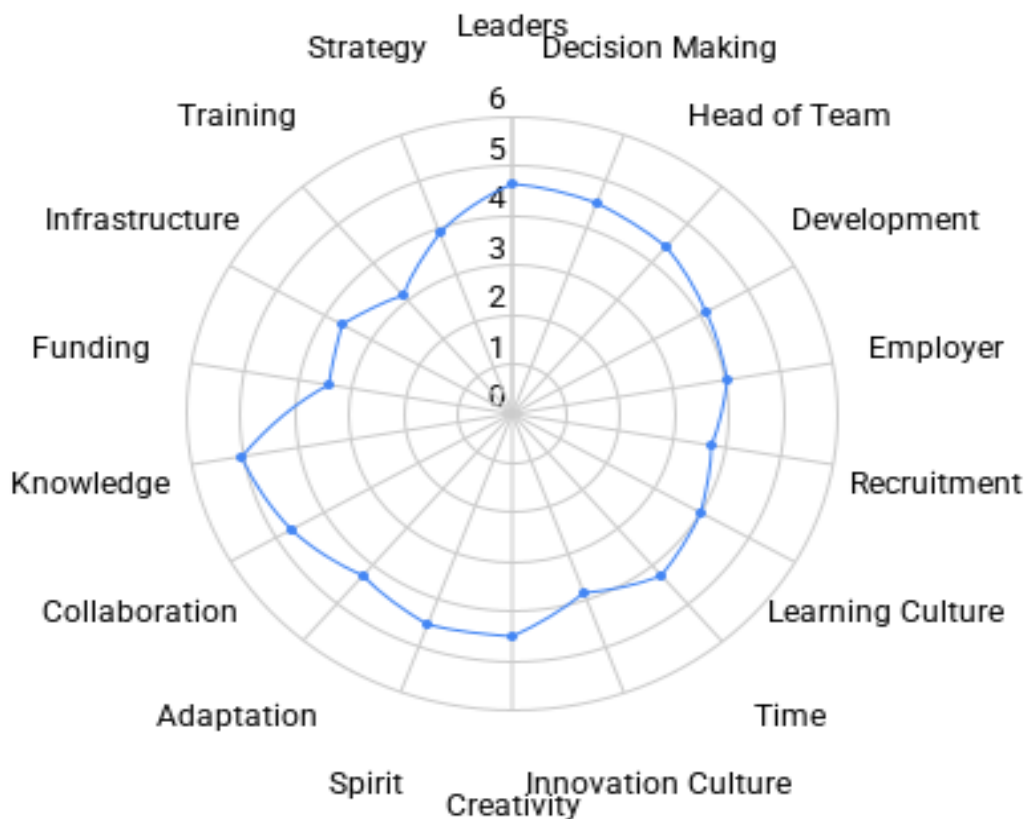 Leaders
Strategy
Decision Making
Training
Head of Team
Infrastructure
Development
Funding
Employer
Knowledge
Recruitment
Collaboration
Learning Culture
Adaptation
Time
Spirit
Innovation Culture
Creativity
6
5
4
3
2
1
0